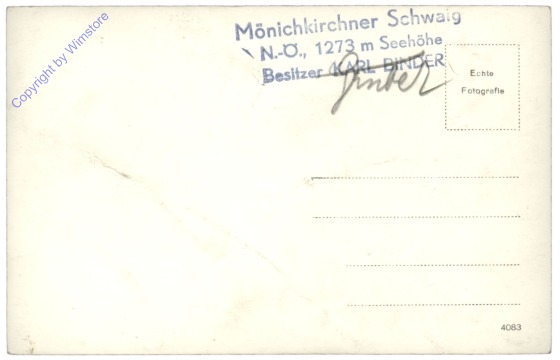 Mönichkirchner Schwaig
N.-Ö., 1273 m Seehöhe
Besitzer KARL BINDER
Echte
Fotografie
4083
Copyright by Wimstore